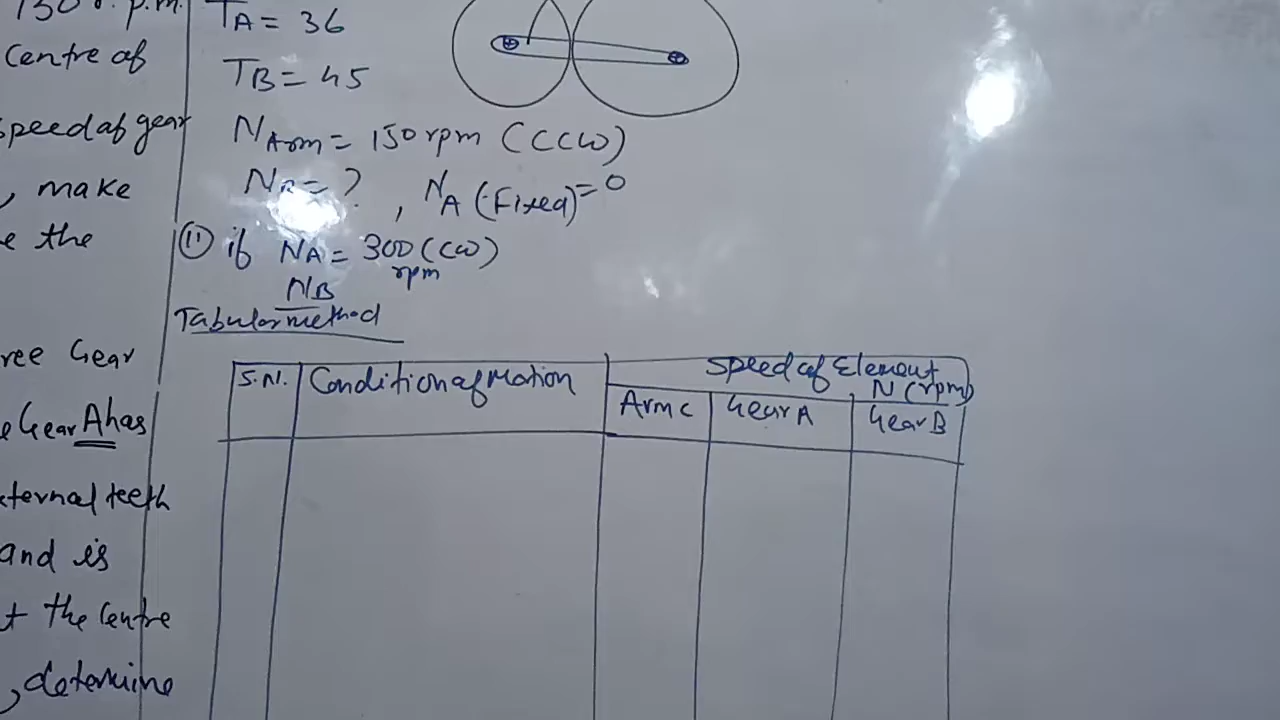 150 r.p.m.
Centre of
speed of gear
, make
e the
ree Gear
e Gear A has
xternal teeth
and is
t the Centre
, determine
TA = 36
TB = 45
NArm = 150 rpm (CCW)
NB = ? , NA (Fixed) = 0
(11) if NA = 300 (CW)
rpm
NB
Tabular method
S.N. Condition of Motion Speed of Element
N (rpm)
Arm C Gear A Gear B